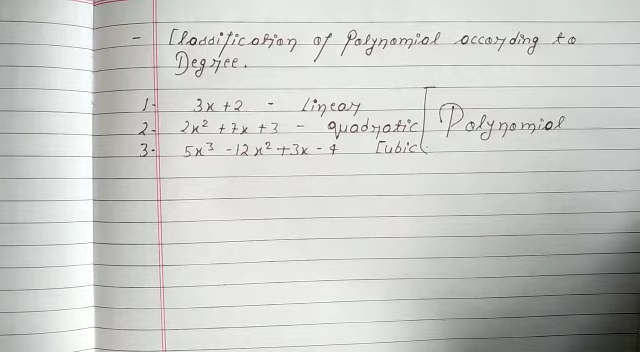 - Classification of Polynomial according to
Degree.
1- 3x + 2 - Linear
2- 2x² + 7x + 3 - quadratic
Polynomial
3- 5x³ - 12x² + 3x - 4 Cubic